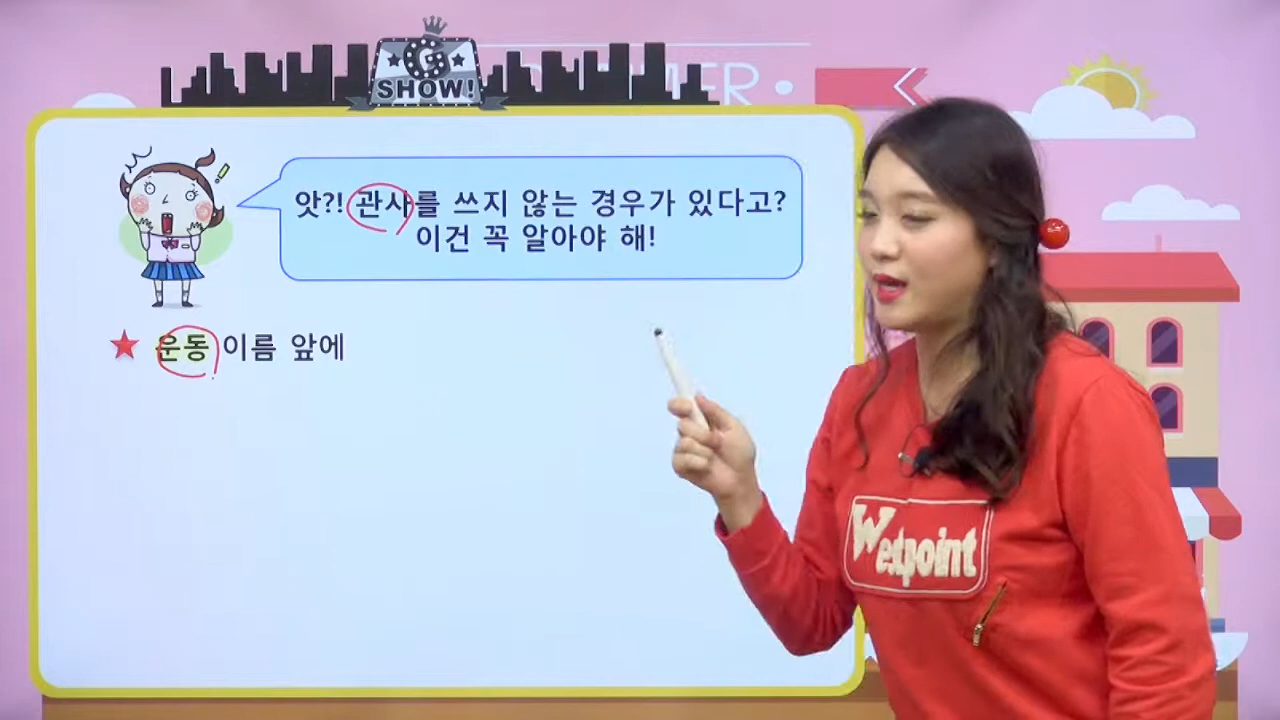 G
SHOW!
앗?! 관사를 쓰지 않는 경우가 있다고?
이건 꼭 알아야 해!
★ 운동 이름 앞에
Wetpoint